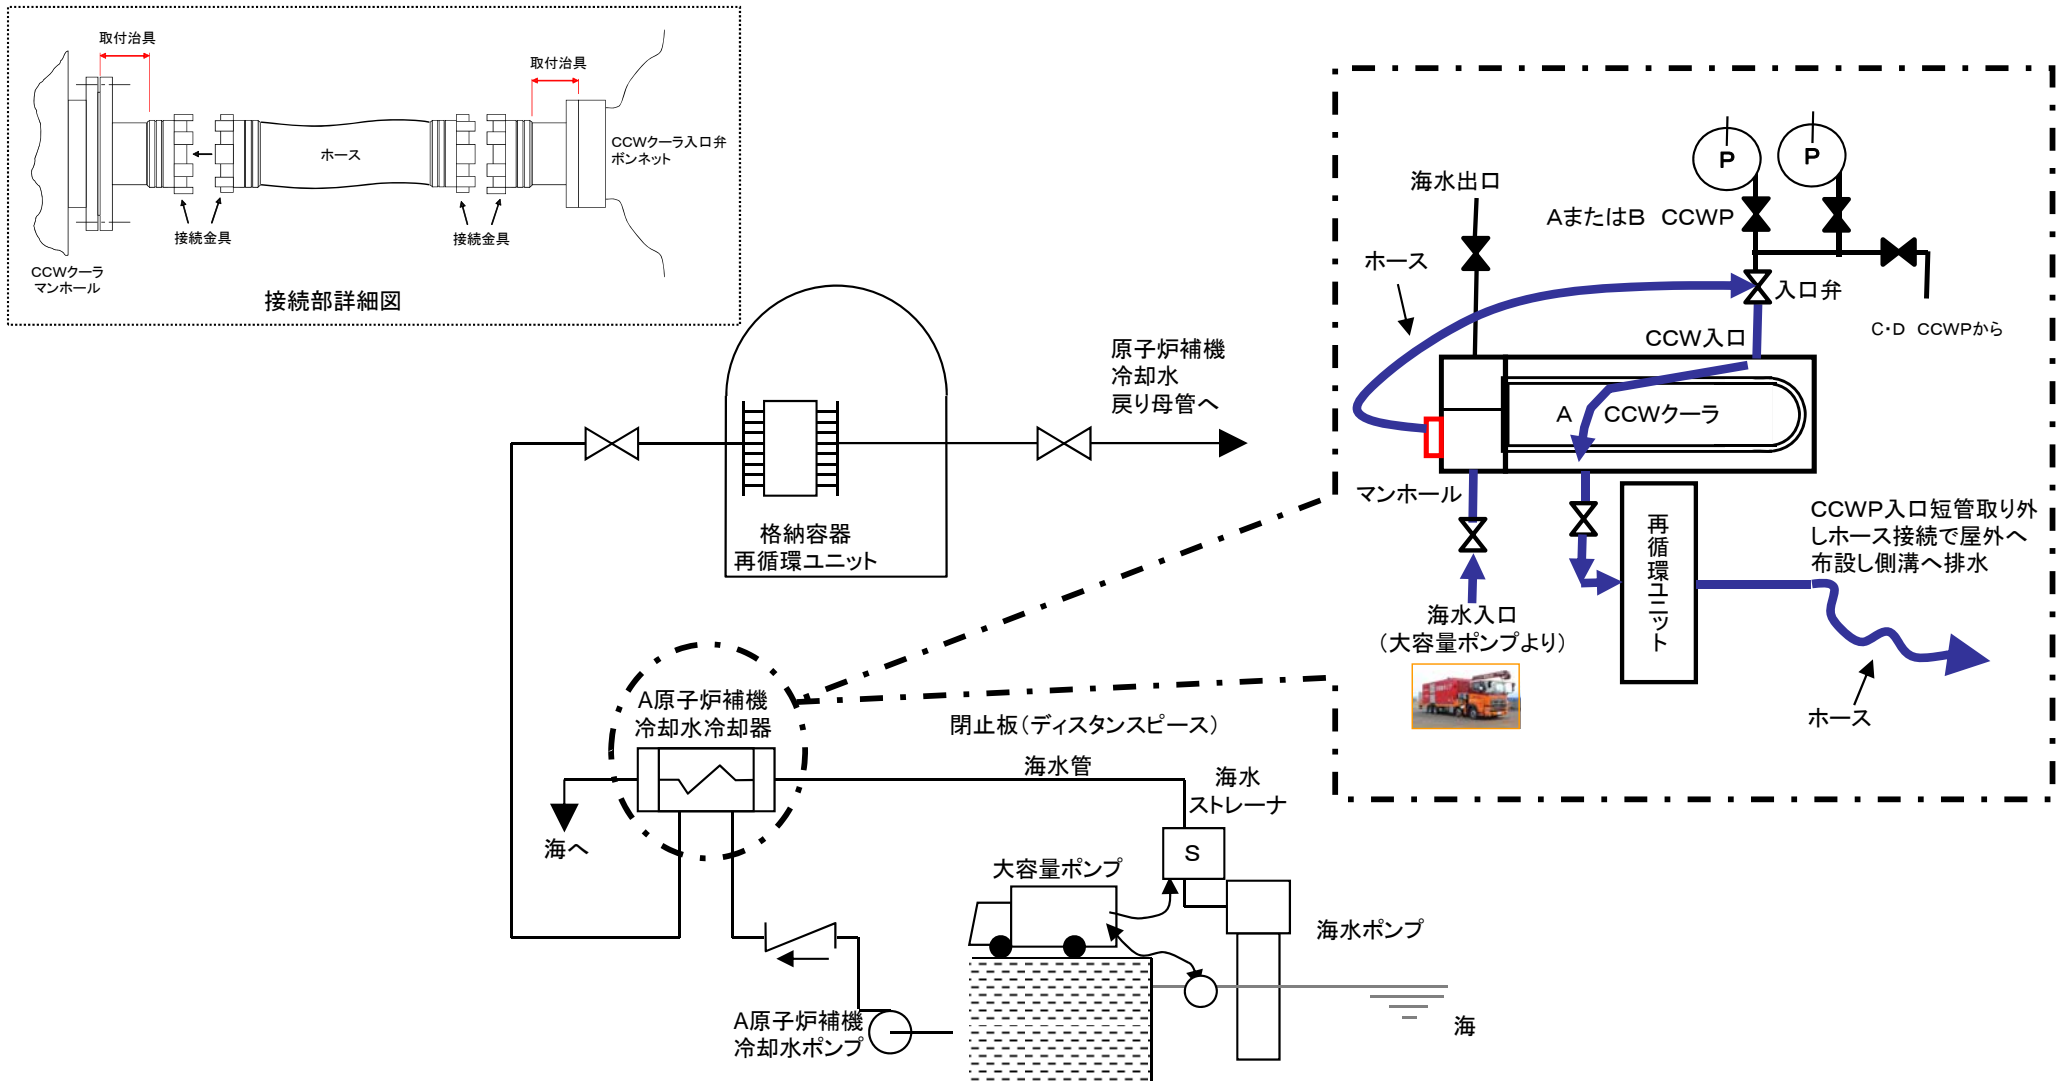 取付治具
取付治具
CCWクーラ入口弁
ボンネット
ホース
接続金具
接続金具
CCWクーラ
マンホール
接続部詳細図
原子炉補機
冷却水
戻り母管へ
格納容器
再循環ユニット
A原子炉補機
冷却水冷却器
閉止板(ディスタンスピース)
海水管
海水
ストレーナ
海へ
S
大容量ポンプ
海水ポンプ
A原子炉補機
冷却水ポンプ
海
P
P
海水出口
AまたはB CCWP
ホース
入口弁
C・D CCWPから
CCW入口
A CCWクーラ
マンホール
再循環ユニット
CCWP入口短管取り外
しホース接続で屋外へ
布設し側溝へ排水
海水入口
(大容量ポンプより)
ホース